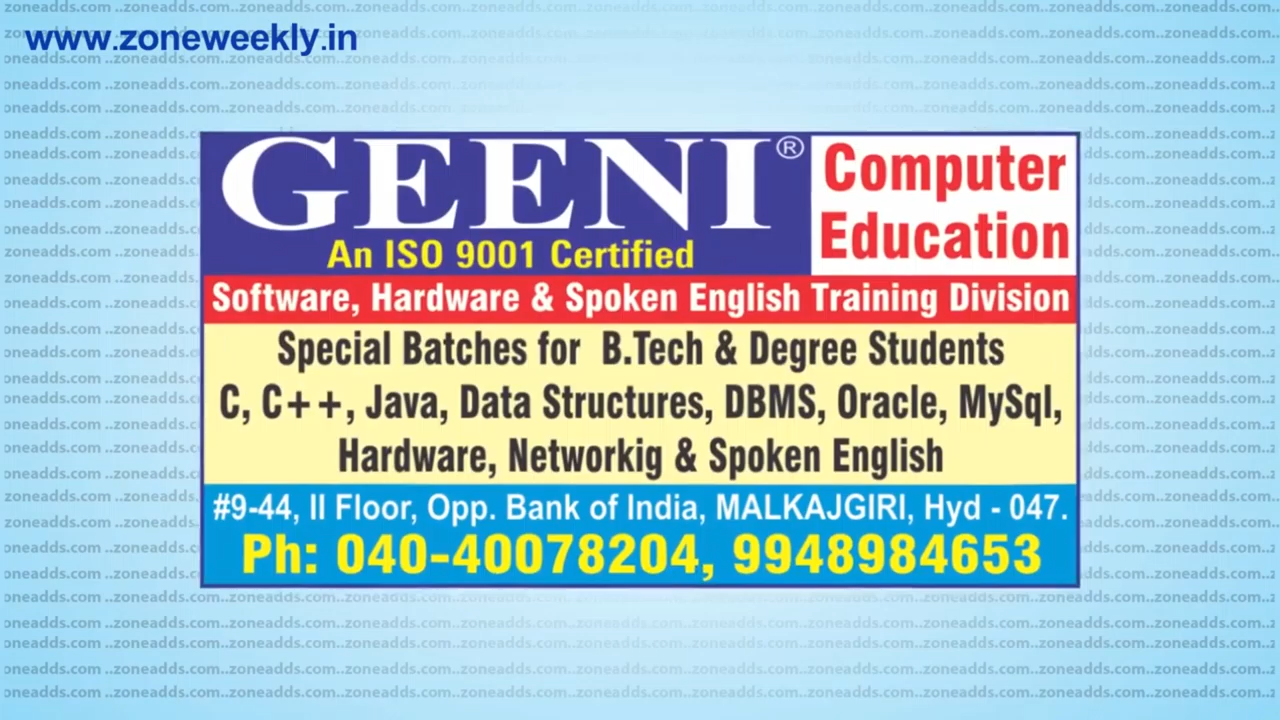 www.zoneweekly.in
GEENI®
Computer
Education
An ISO 9001 Certified
Software, Hardware & Spoken English Training Division
Special Batches for B.Tech & Degree Students
C, C++, Java, Data Structures, DBMS, Oracle, MySql,
Hardware, Networkig & Spoken English
#9-44, II Floor, Opp. Bank of India, MALKAJGIRI, Hyd - 047.
Ph: 040-40078204, 9948984653